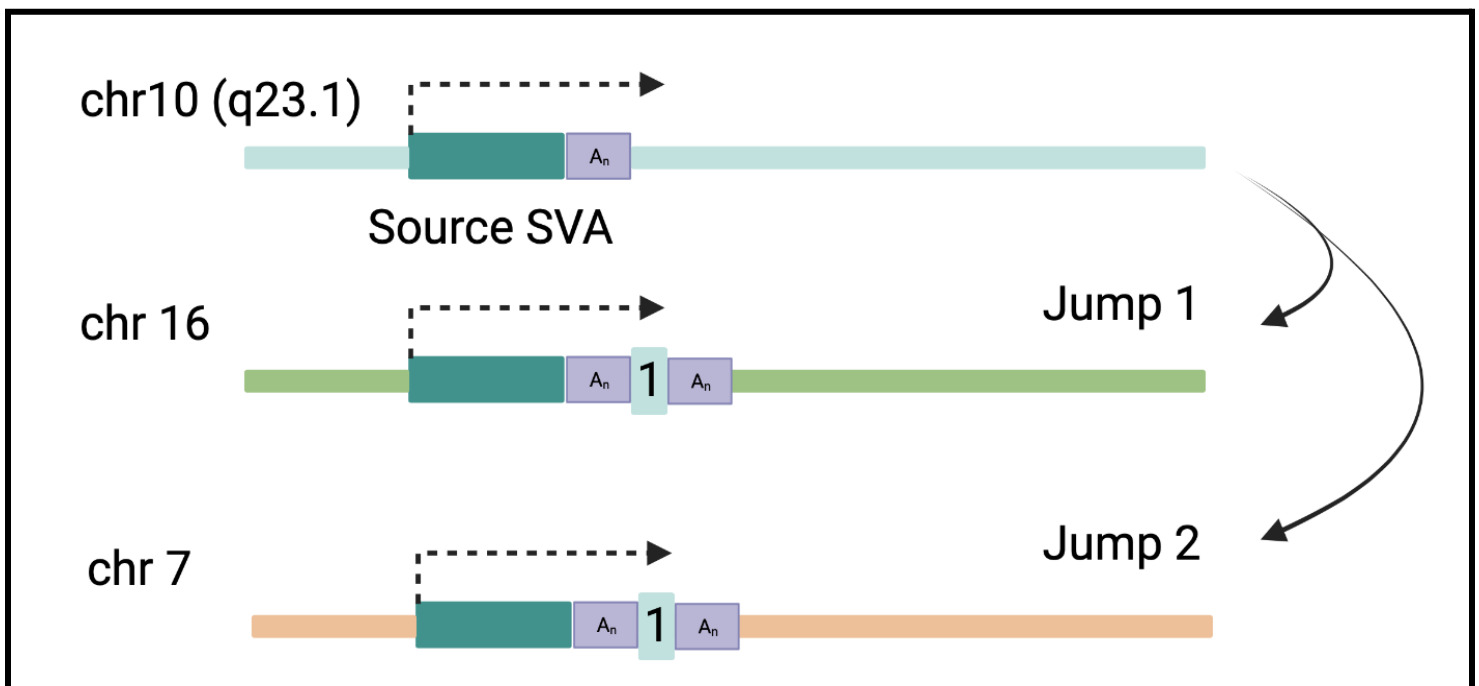 chr10 (q23.1)
An
Source SVA
chr 16
An 1 An
Jump 1
chr 7
An 1 An
Jump 2